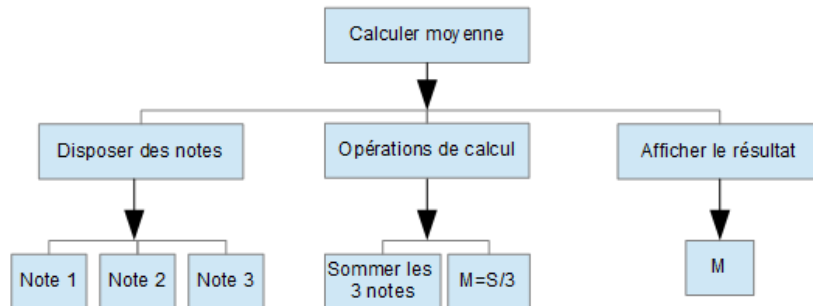 Calculer moyenne
Disposer des notes
Opérations de calcul
Afficher le résultat
Note 1
Note 2
Note 3
Sommer les
3 notes
M=S/3
M